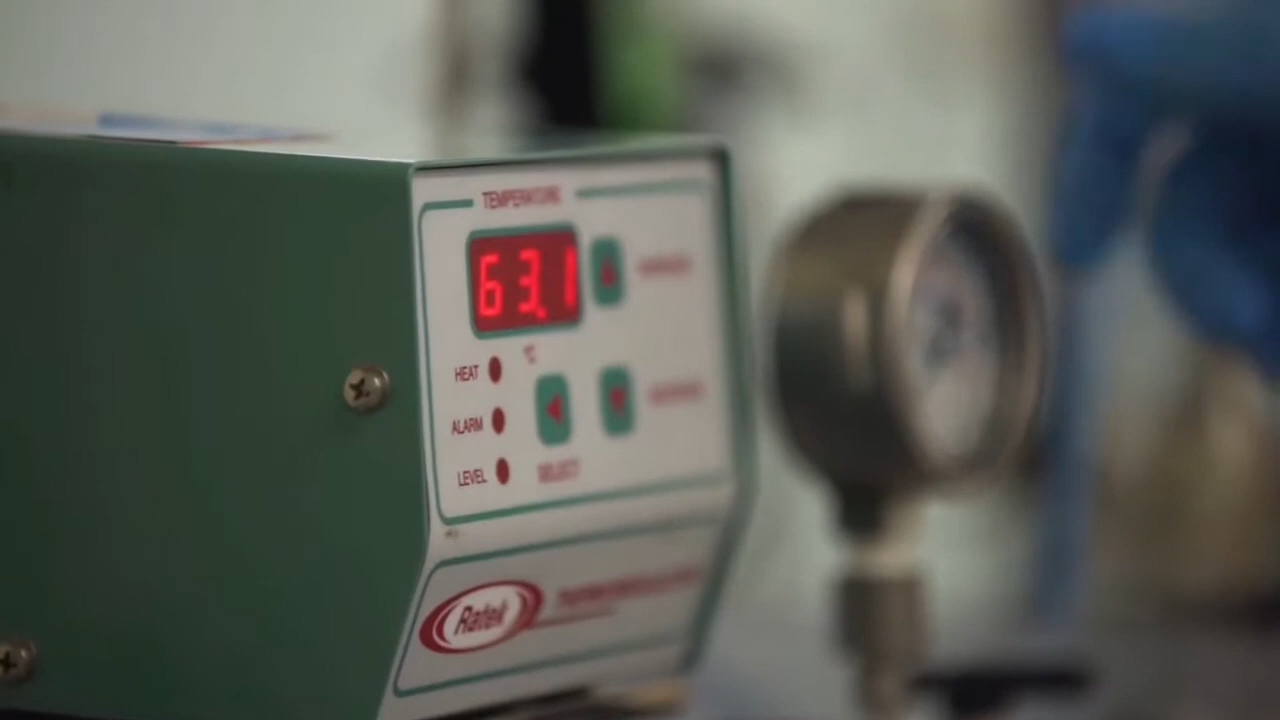 TEMPERATURE
63.1
°C
HEAT
ALARM
LEVEL
SELECT
Ratek